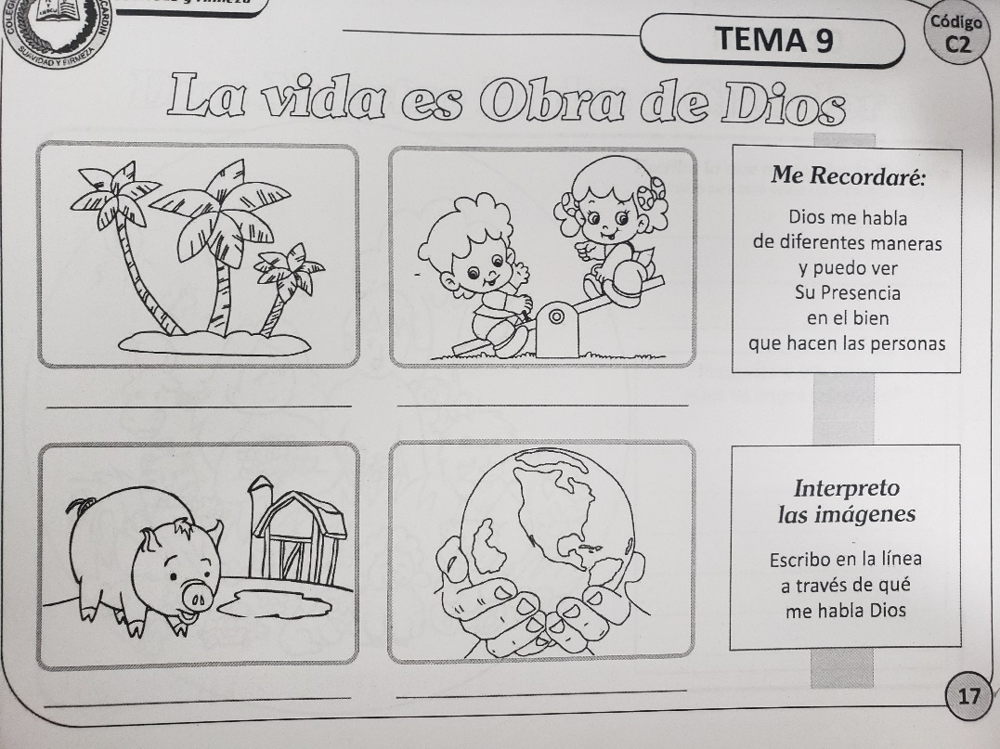 TEMA 9
Código
C2
SUAVIDAD Y FIRMEZA
La vida es Obra de Dios
Me Recordaré:
Dios me habla
de diferentes maneras
y puedo ver
Su Presencia
en el bien
que hacen las personas
Interpreto
las imágenes
Escribo en la línea
a través de qué
me habla Dios
17